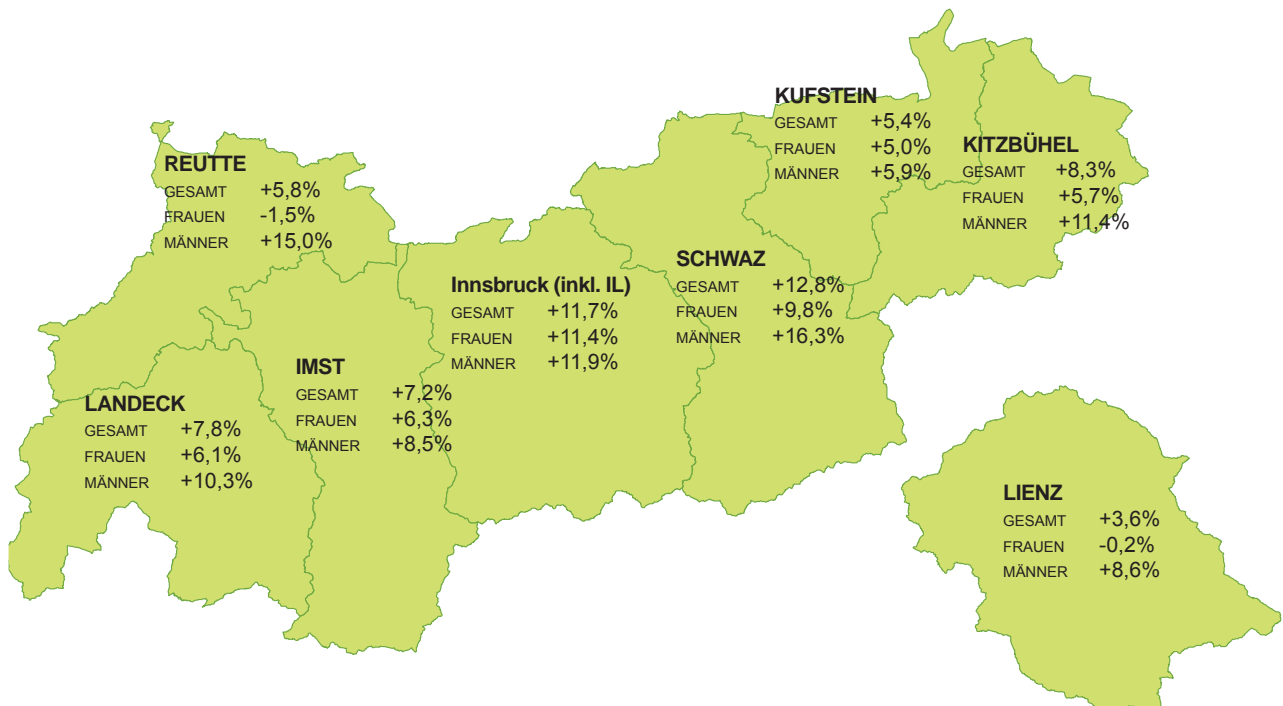 KUFSTEIN
GESAMT +5,4%
FRAUEN +5,0%
MÄNNER +5,9%
KITZBÜHEL
GESAMT +8,3%
FRAUEN +5,7%
MÄNNER +11,4%
REUTTE
GESAMT +5,8%
FRAUEN -1,5%
MÄNNER +15,0%
SCHWAZ
GESAMT +12,8%
FRAUEN +9,8%
MÄNNER +16,3%
Innsbruck (inkl. IL)
GESAMT +11,7%
FRAUEN +11,4%
MÄNNER +11,9%
IMST
GESAMT +7,2%
FRAUEN +6,3%
MÄNNER +8,5%
LANDECK
GESAMT +7,8%
FRAUEN +6,1%
MÄNNER +10,3%
LIENZ
GESAMT +3,6%
FRAUEN -0,2%
MÄNNER +8,6%